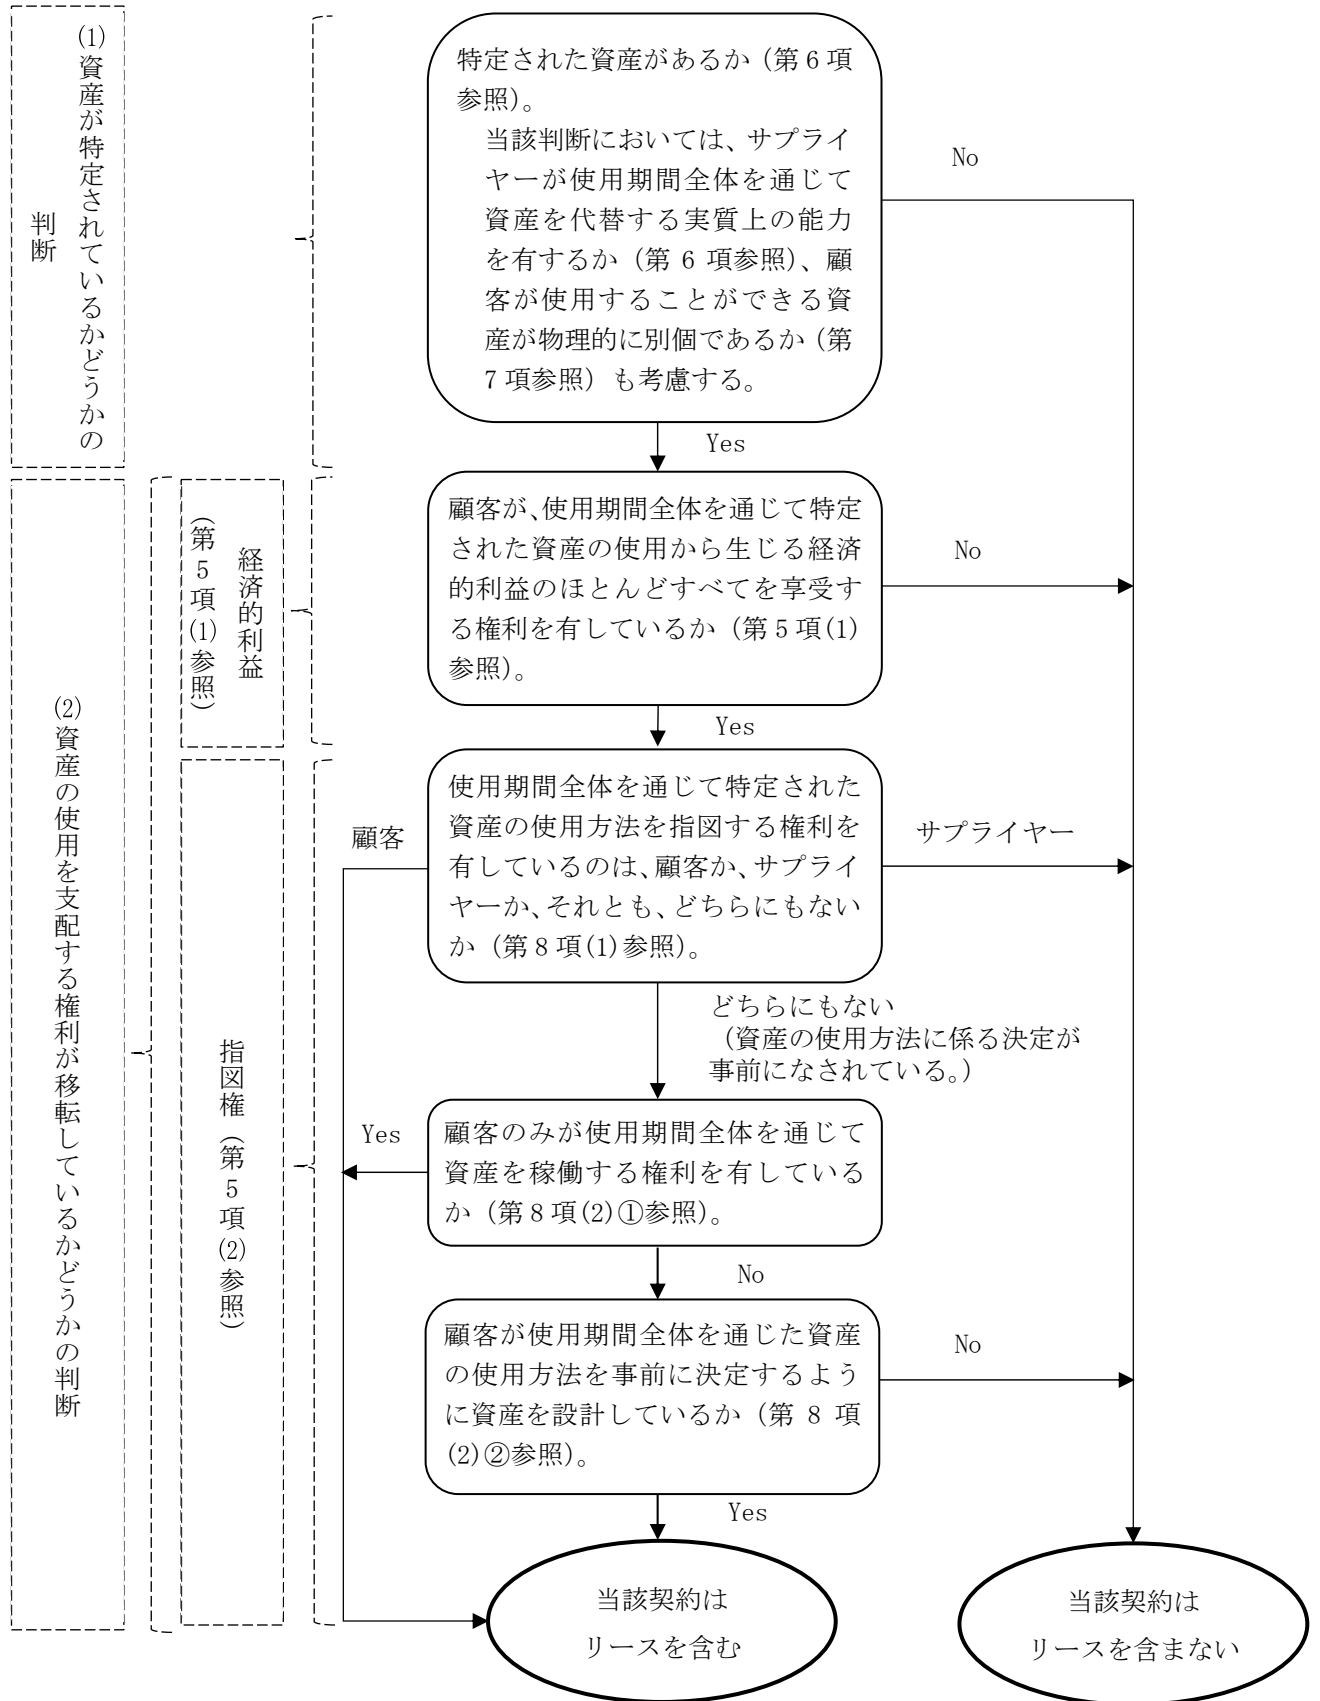 (1)資産が特定されているかどうかの
判断
特定された資産があるか（第6項
参照）。
当該判断においては、サプライ
ヤーが使用期間全体を通じて
資産を代替する実質上の能力
を有するか（第 6 項参照）、顧
客が使用することができる資
産が物理的に別個であるか（第
7項参照）も考慮する。
No
Yes
(2)資産の使用を支配する権利が移転しているかどうかの判断
経済的利益
（第5項(1)参照）
顧客が、使用期間全体を通じて特定
された資産の使用から生じる経済
的利益のほとんどすべてを享受す
る権利を有しているか（第5項(1)
参照）。
No
Yes
指図権（第5項(2)参照）
使用期間全体を通じて特定された
資産の使用方法を指図する権利を
有しているのは、顧客か、サプライ
ヤーか、それとも、どちらにもない
か（第8項(1)参照）。
顧客
サプライヤー
どちらにもない
（資産の使用方法に係る決定が
事前になされている。）
顧客のみが使用期間全体を通じて
資産を稼働する権利を有している
か（第8項(2)①参照）。
Yes
No
顧客が使用期間全体を通じた資産
の使用方法を事前に決定するよう
に資産を設計しているか（第 8 項
(2)②参照）。
No
Yes
当該契約は
リースを含む
当該契約は
リースを含まない